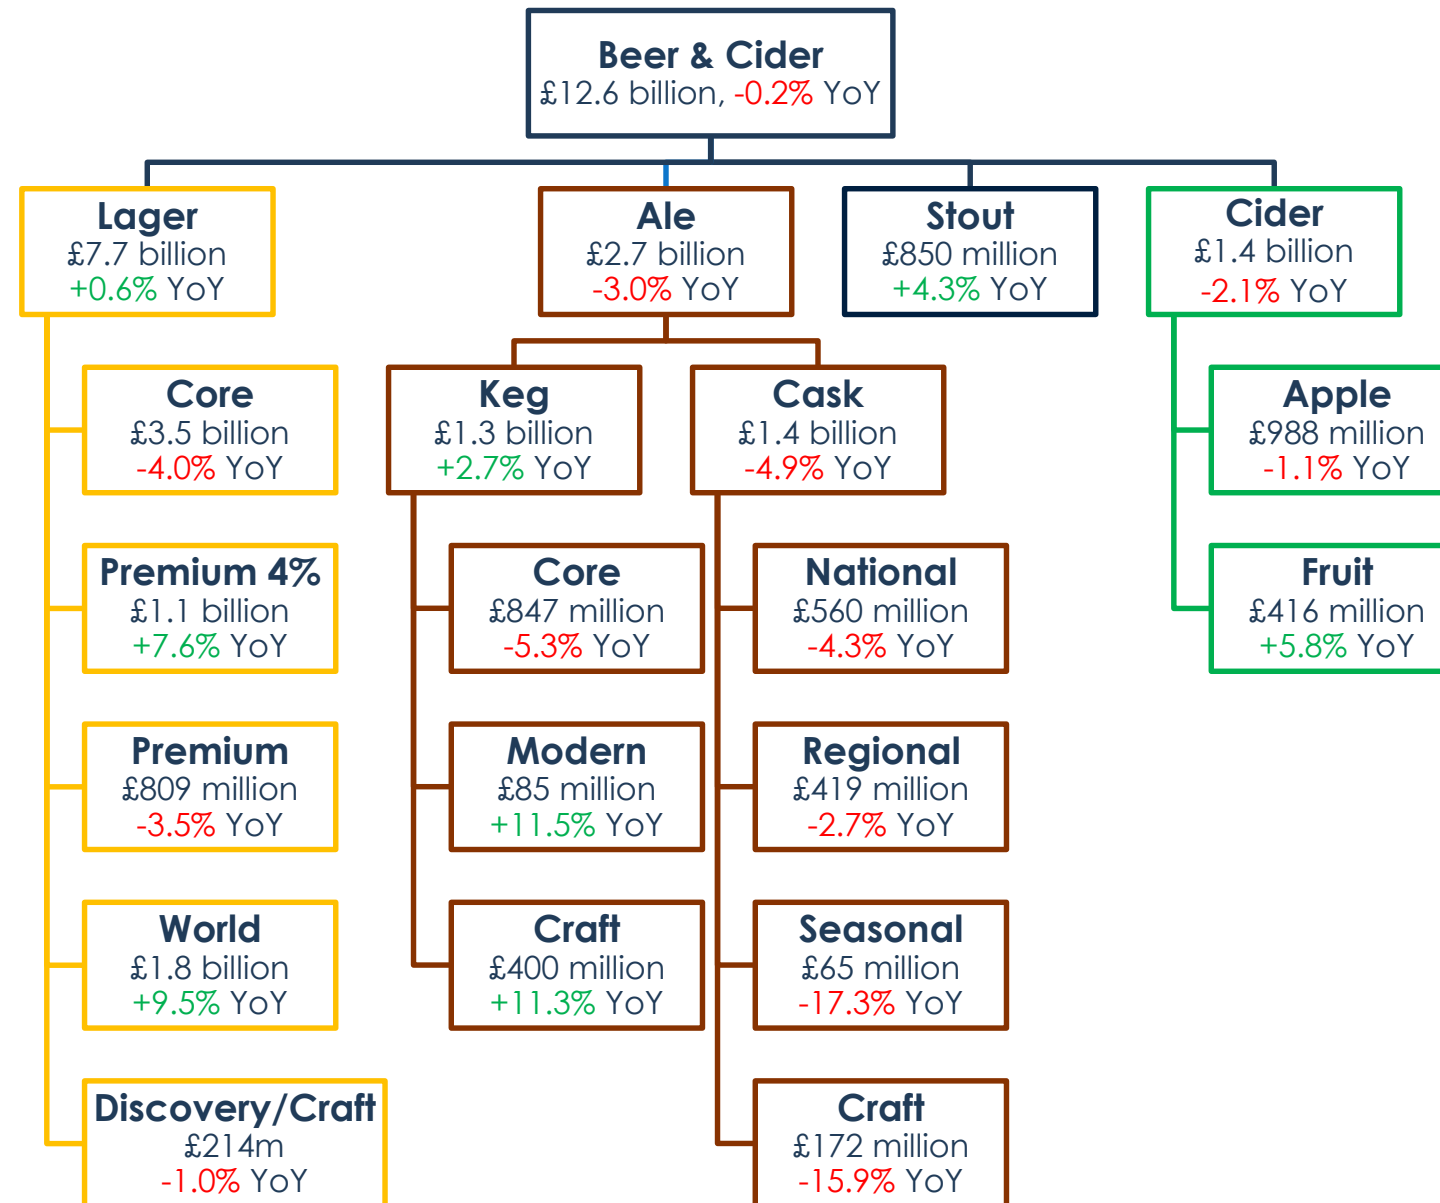 Beer & Cider
£12.6 billion, -0.2% YoY
Lager
£7.7 billion
+0.6% YoY
Ale
£2.7 billion
-3.0% YoY
Stout
£850 million
+4.3% YoY
Cider
£1.4 billion
-2.1% YoY
Core
£3.5 billion
-4.0% YoY
Premium 4%
£1.1 billion
+7.6% YoY
Premium
£809 million
-3.5% YoY
World
£1.8 billion
+9.5% YoY
Discovery/Craft
£214m
-1.0% YoY
Keg
£1.3 billion
+2.7% YoY
Core
£847 million
-5.3% YoY
Modern
£85 million
+11.5% YoY
Craft
£400 million
+11.3% YoY
Cask
£1.4 billion
-4.9% YoY
National
£560 million
-4.3% YoY
Regional
£419 million
-2.7% YoY
Seasonal
£65 million
-17.3% YoY
Craft
£172 million
-15.9% YoY
Apple
£988 million
-1.1% YoY
Fruit
£416 million
+5.8% YoY